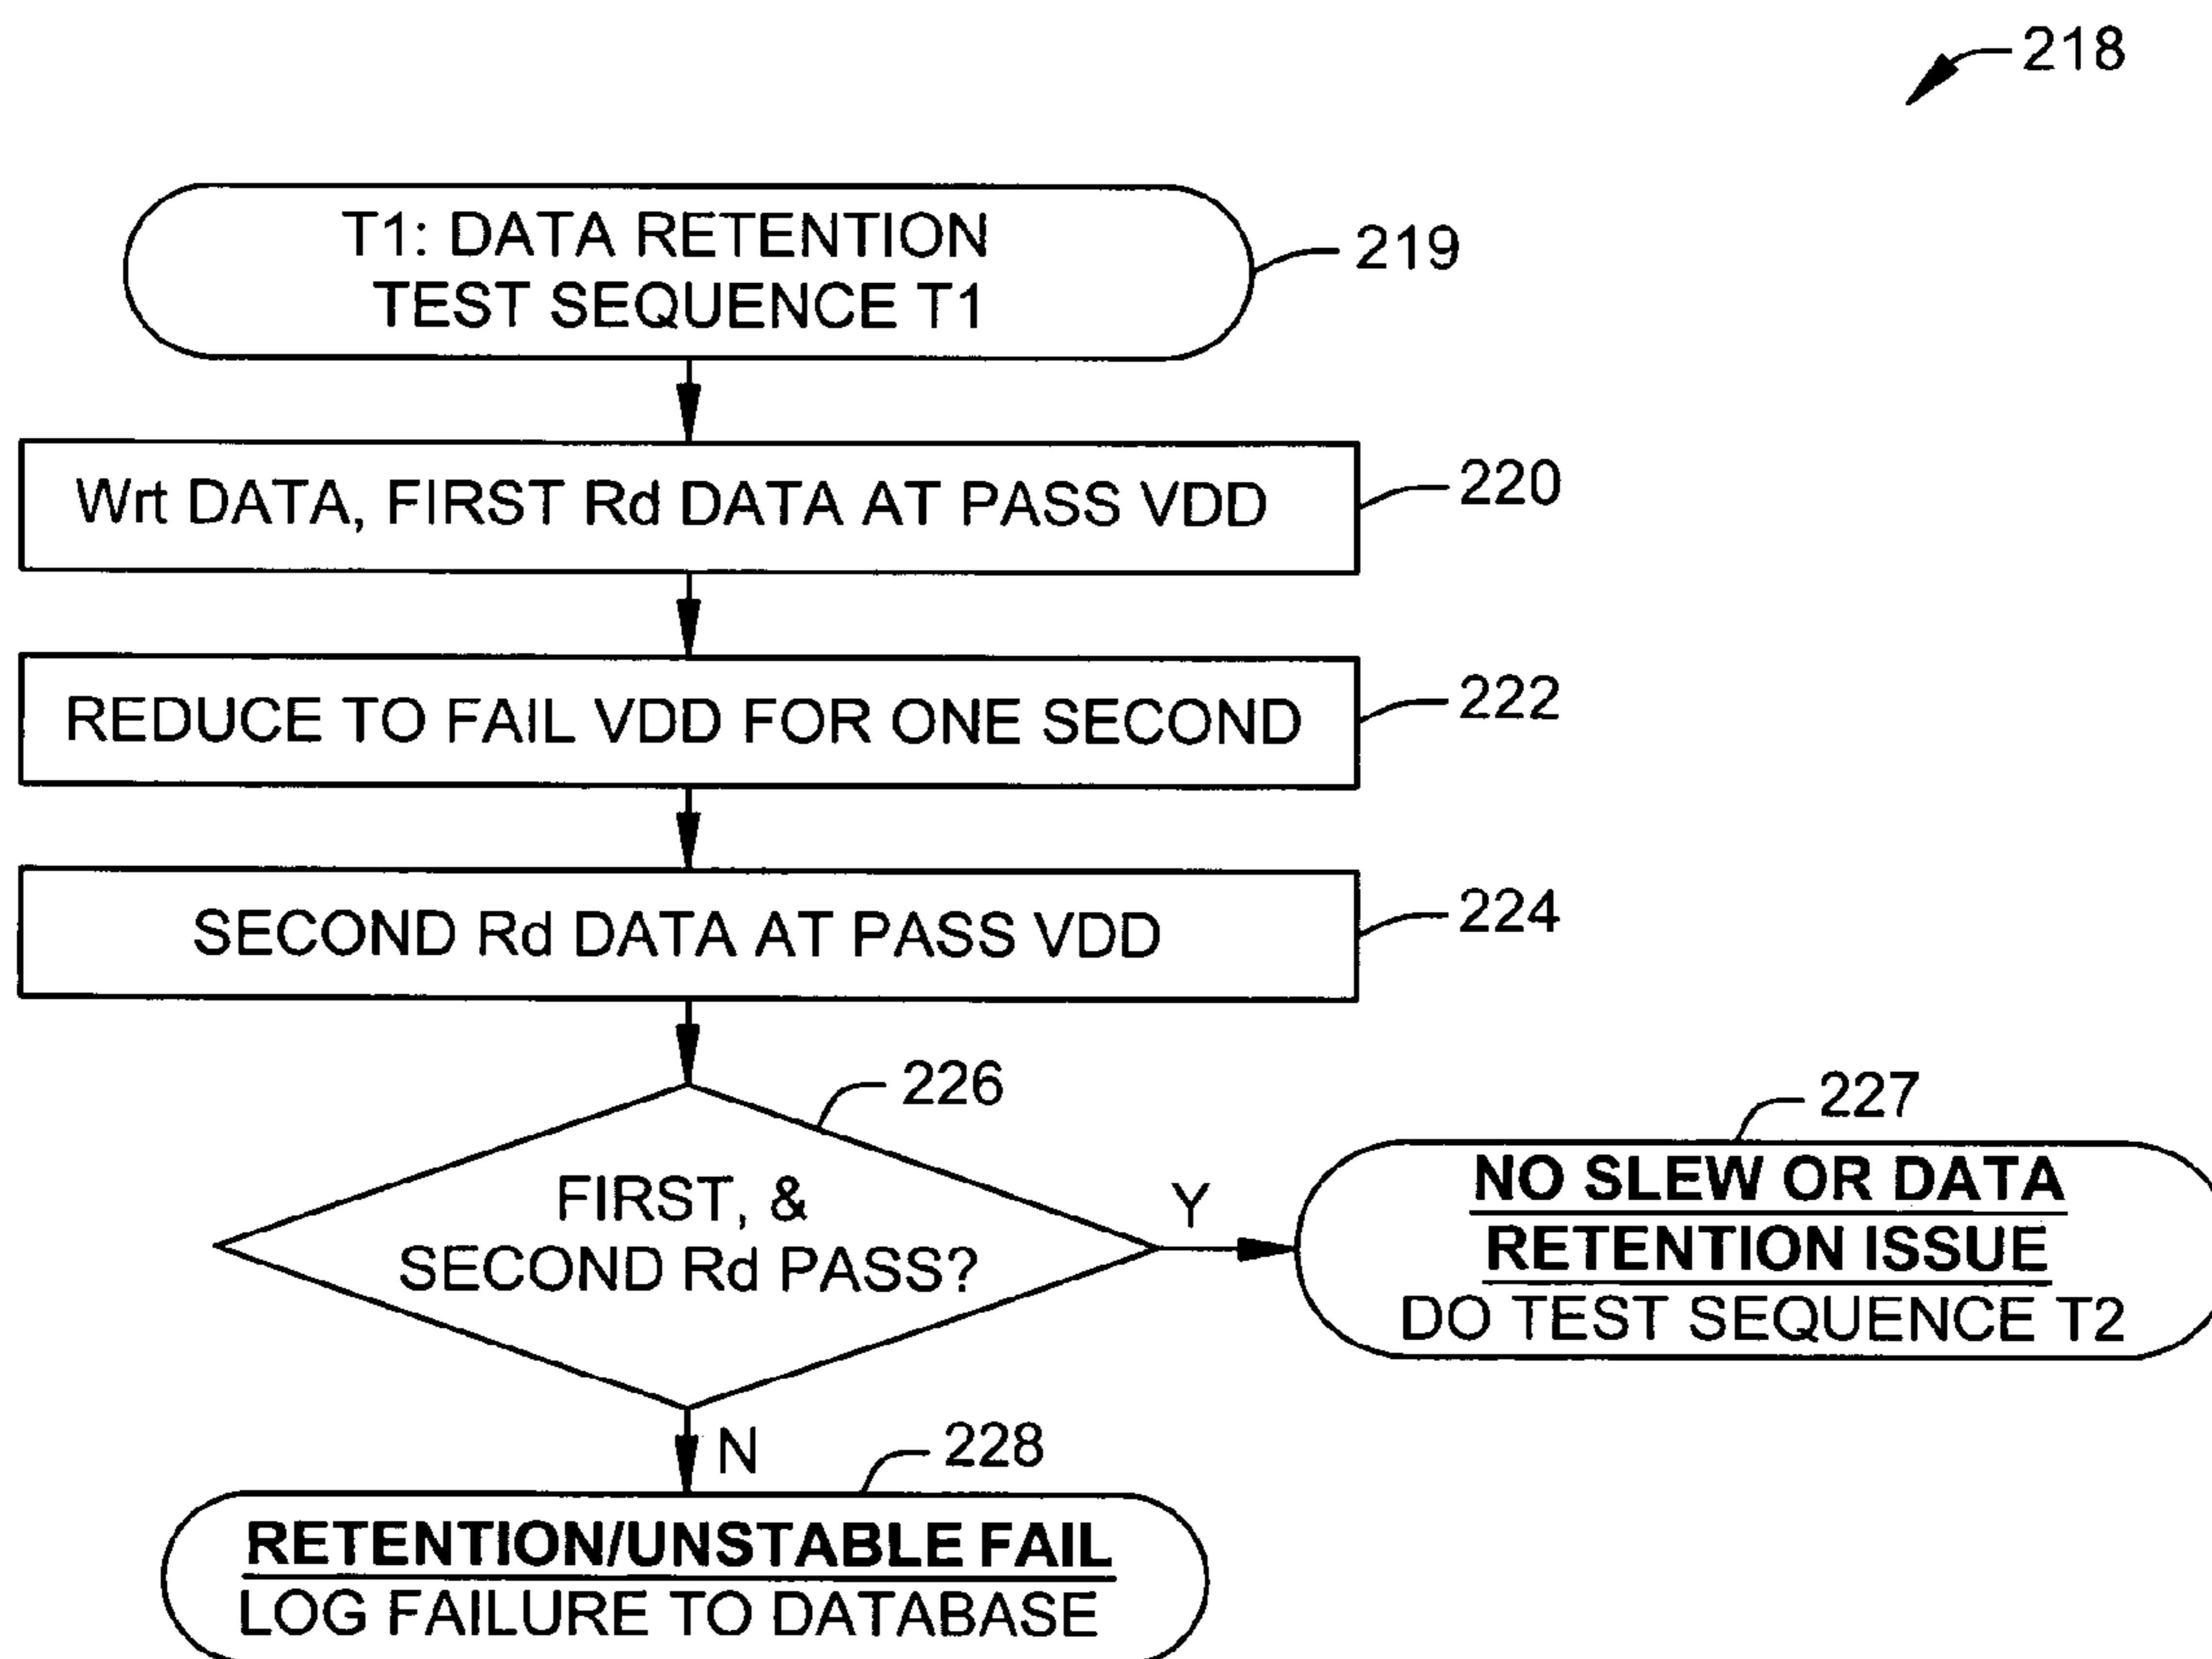 218
T1: DATA RETENTION
TEST SEQUENCE T1
219
Wrt DATA, FIRST Rd DATA AT PASS VDD
220
REDUCE TO FAIL VDD FOR ONE SECOND
222
SECOND Rd DATA AT PASS VDD
224
226
FIRST, &
SECOND Rd PASS?
Y
227
NO SLEW OR DATA
RETENTION ISSUE
DO TEST SEQUENCE T2
N
228
RETENTION/UNSTABLE FAIL
LOG FAILURE TO DATABASE